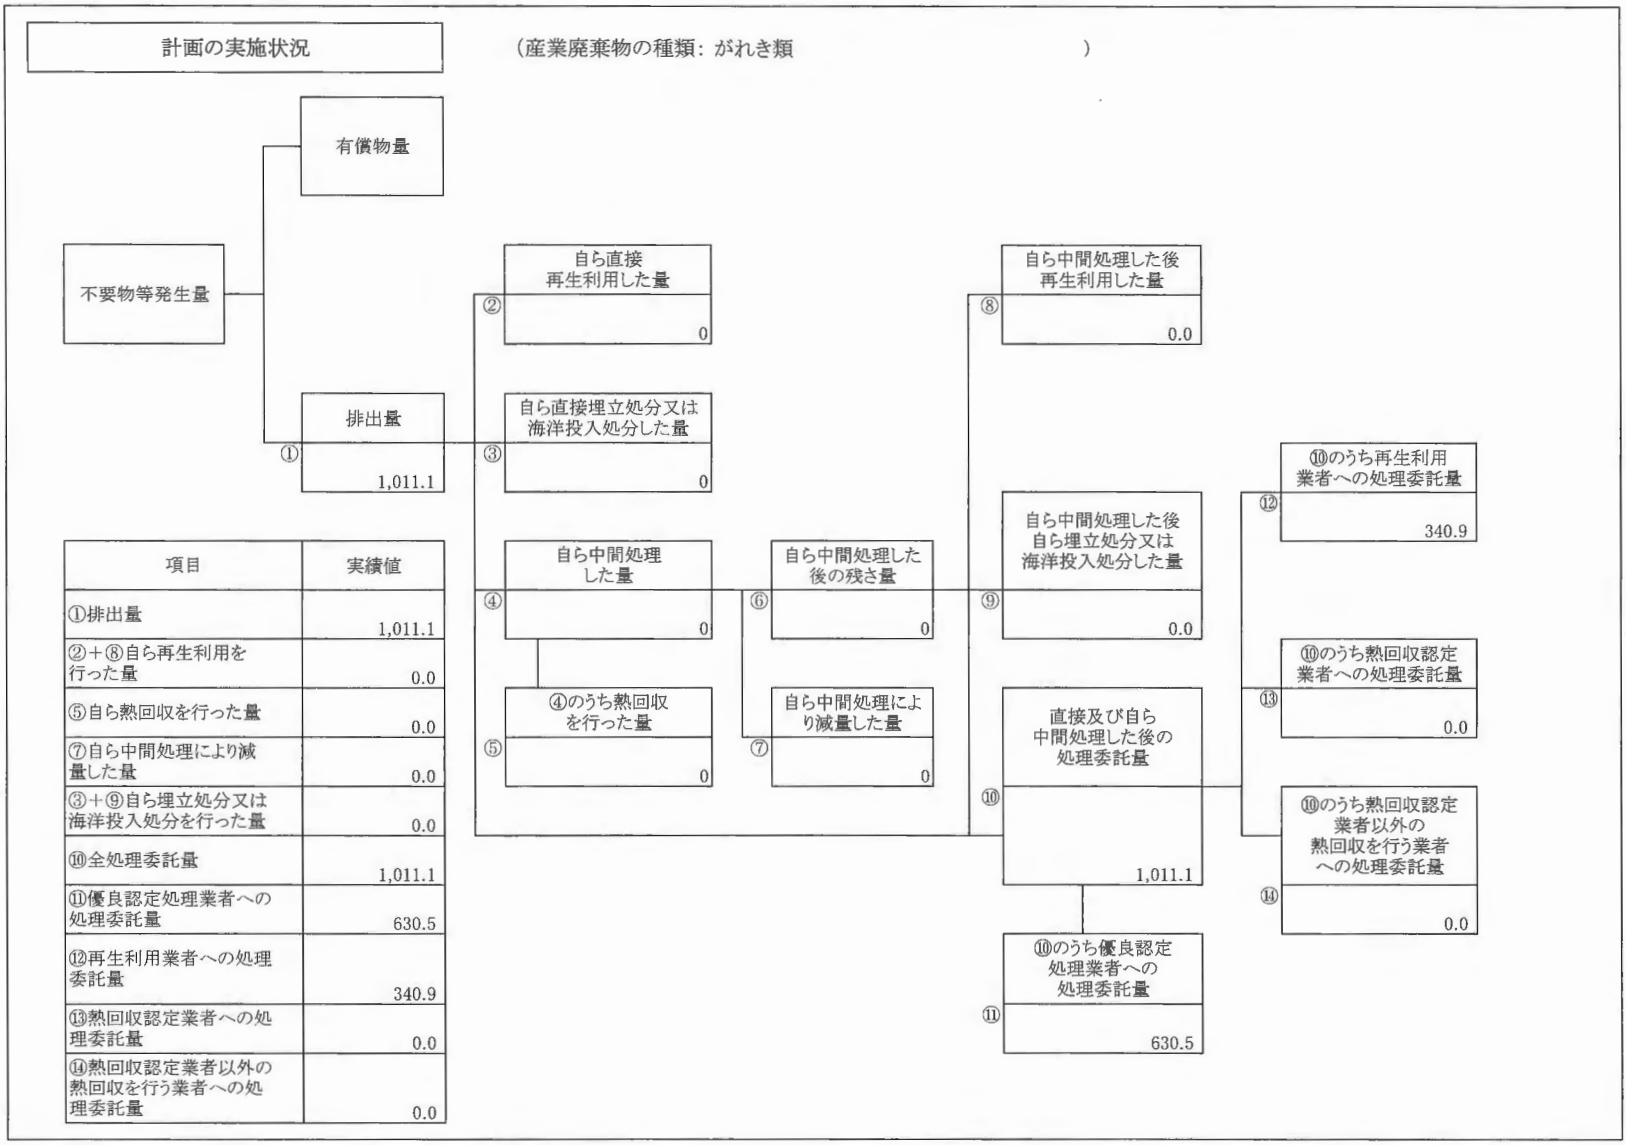 計画の実施状況
（産業廃棄物の種類：がれき類　　　　　）
有償物量
不要物等発生量
排出量
①
1,011.1
自ら直接
再生利用した量
②
0
自ら直接埋立処分又は
海洋投入処分した量
③
0
自ら中間処理
した量
④
0
④のうち熱回収
を行った量
⑤
0
自ら中間処理した
後の残さ量
⑥
0
自ら中間処理によ
り減量した量
⑦
0
自ら中間処理した後
再生利用した量
⑧
0.0
自ら中間処理した後
自ら埋立処分又は
海洋投入処分した量
⑨
0.0
直接及び自ら
中間処理した後の
処理委託量
⑩
1,011.1
⑩のうち優良認定
処理業者への
処理委託量
⑪
630.5
⑩のうち再生利用
業者への処理委託量
⑫
340.9
⑩のうち熱回収認定
業者への処理委託量
⑬
0.0
⑩のうち熱回収認定
業者以外の
熱回収を行う業者
への処理委託量
⑭
0.0
項目 実績値
①排出量
1,011.1
②＋⑧自ら再生利用を
行った量
0.0
⑤自ら熱回収を行った量
0.0
⑦自ら中間処理により減
量した量
0.0
③＋⑨自ら埋立処分又は
海洋投入処分を行った量
0.0
⑩全処理委託量
1,011.1
⑪優良認定処理業者への
処理委託量
630.5
⑫再生利用業者への処理
委託量
340.9
⑬熱回収認定業者への処
理委託量
0.0
⑭熱回収認定業者以外の
熱回収を行う業者への処
理委託量
0.0